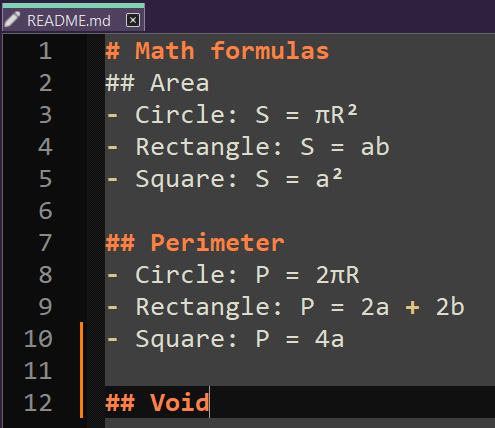 README.md
1 # Math formulas
2 ## Area
3 - Circle: S = πR²
4 - Rectangle: S = ab
5 - Square: S = a²
6
7 ## Perimeter
8 - Circle: P = 2πR
9 - Rectangle: P = 2a + 2b
10 - Square: P = 4a
11
12 ## Void